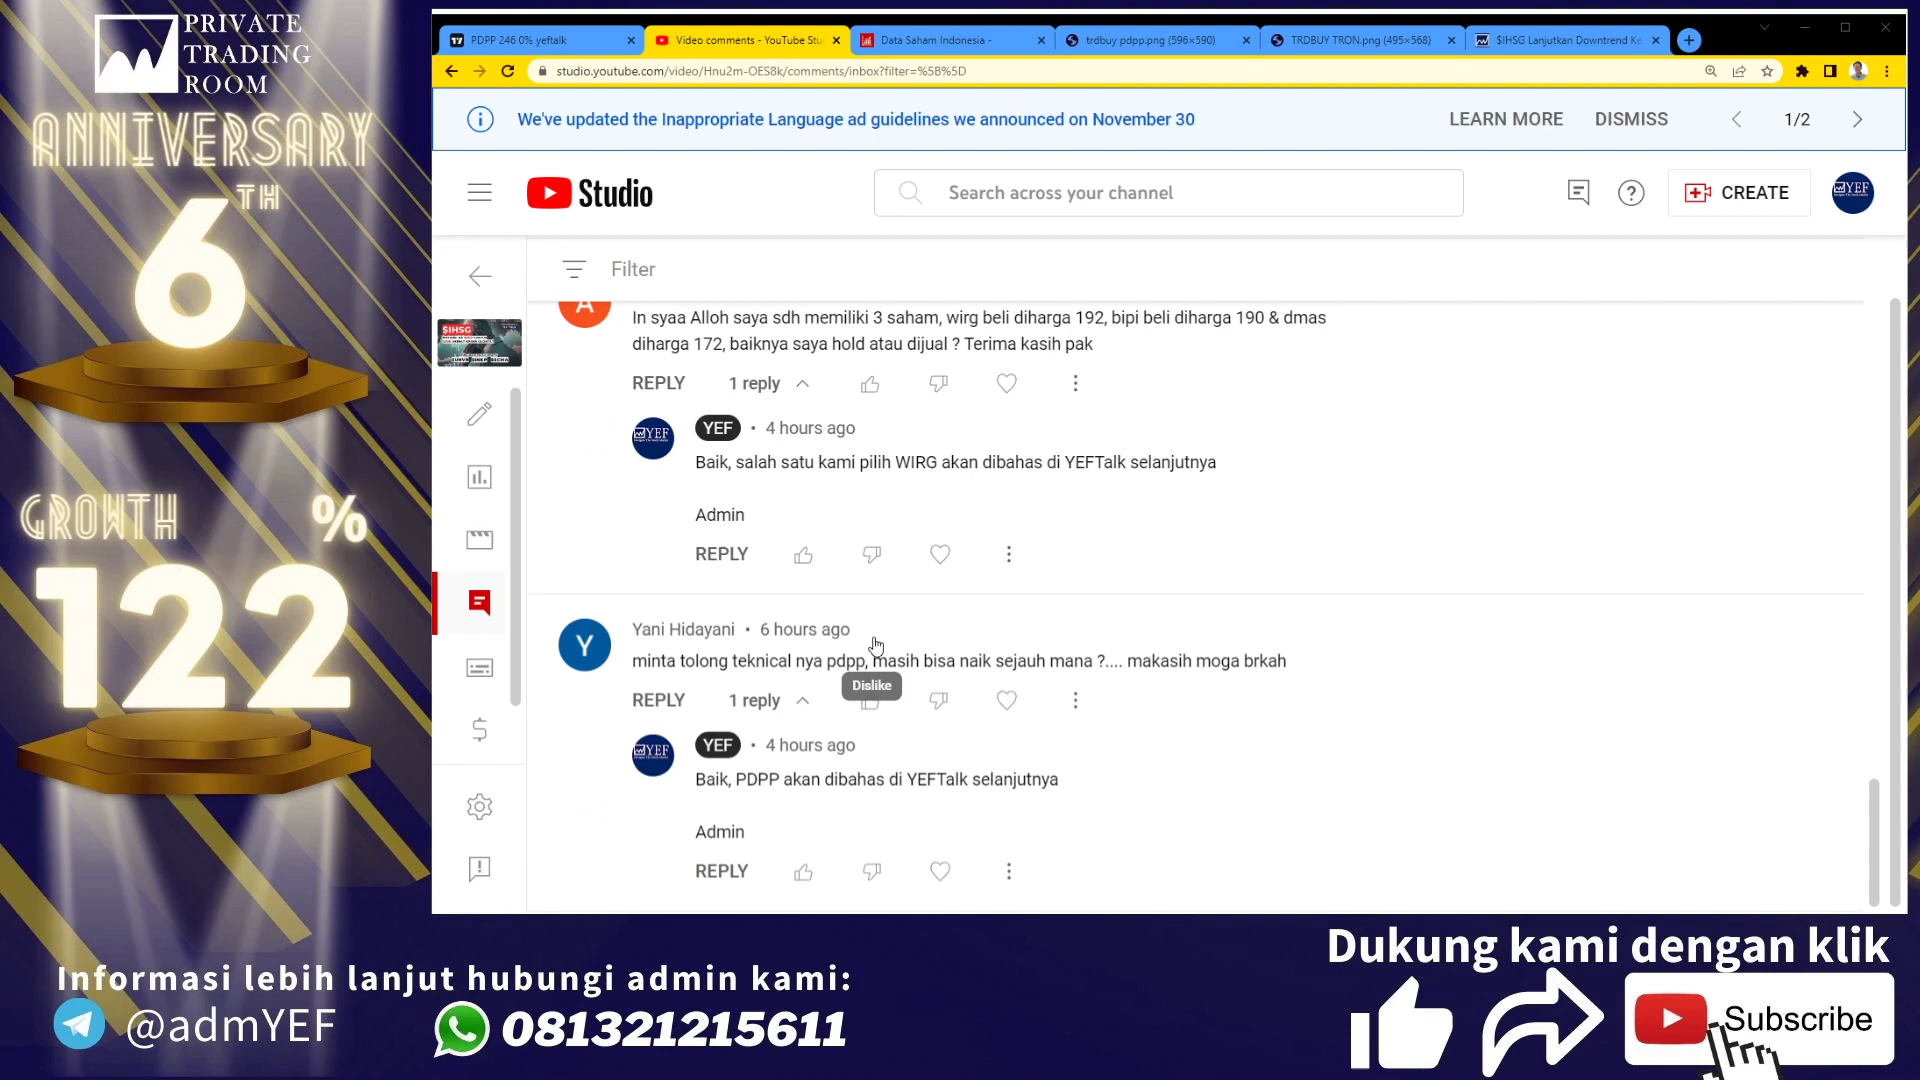 PRIVATE
TRADING
ROOM
ANNIVERSARY
6TH
GROWTH %
122
PDPP 246 0% yeftalk
Video comments - YouTube Stu
Data Saham Indonesia -
trdbuy pdpp.png (596×590)
TRDBUY TRON.png (495×568)
$IHSG Lanjutkan Downtrend Ke
studio.youtube.com/video/Hnu2m-OES8k/comments/inbox?filter=%5B%5D
We've updated the Inappropriate Language ad guidelines we announced on November 30
LEARN MORE
DISMISS
1/2
Studio
Search across your channel
CREATE
YEF
Filter
$IHSG
A
In syaa Alloh saya sdh memiliki 3 saham, wirg beli diharga 192, bipi beli diharga 190 & dmas
diharga 172, baiknya saya hold atau dijual ? Terima kasih pak
REPLY 1 reply
YEF
YEF • 4 hours ago
Baik, salah satu kami pilih WIRG akan dibahas di YEFTalk selanjutnya
Admin
REPLY
Y
Yani Hidayani • 6 hours ago
minta tolong teknical nya pdpp, masih bisa naik sejauh mana ?.... makasih moga brkah
Dislike
REPLY 1 reply
YEF
YEF • 4 hours ago
Baik, PDPP akan dibahas di YEFTalk selanjutnya
Admin
REPLY
Informasi lebih lanjut hubungi admin kami:
@admYEF
081321215611
Dukung kami dengan klik
Subscribe